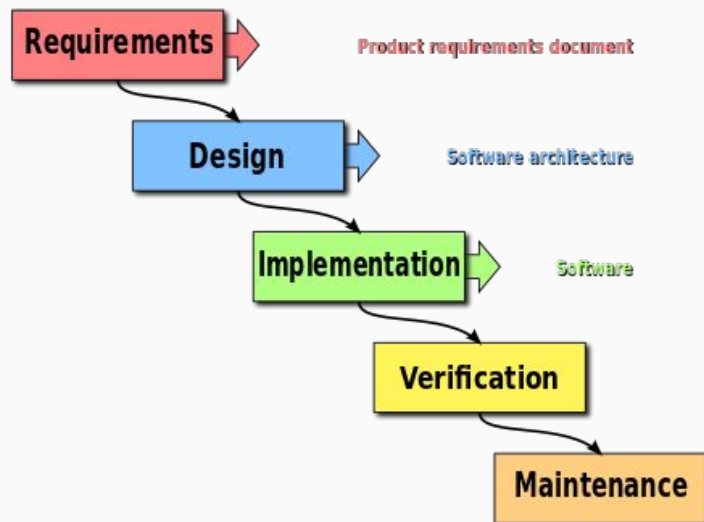 Requirements
Product requirements document
Design
Software architecture
Implementation
Software
Verification
Maintenance